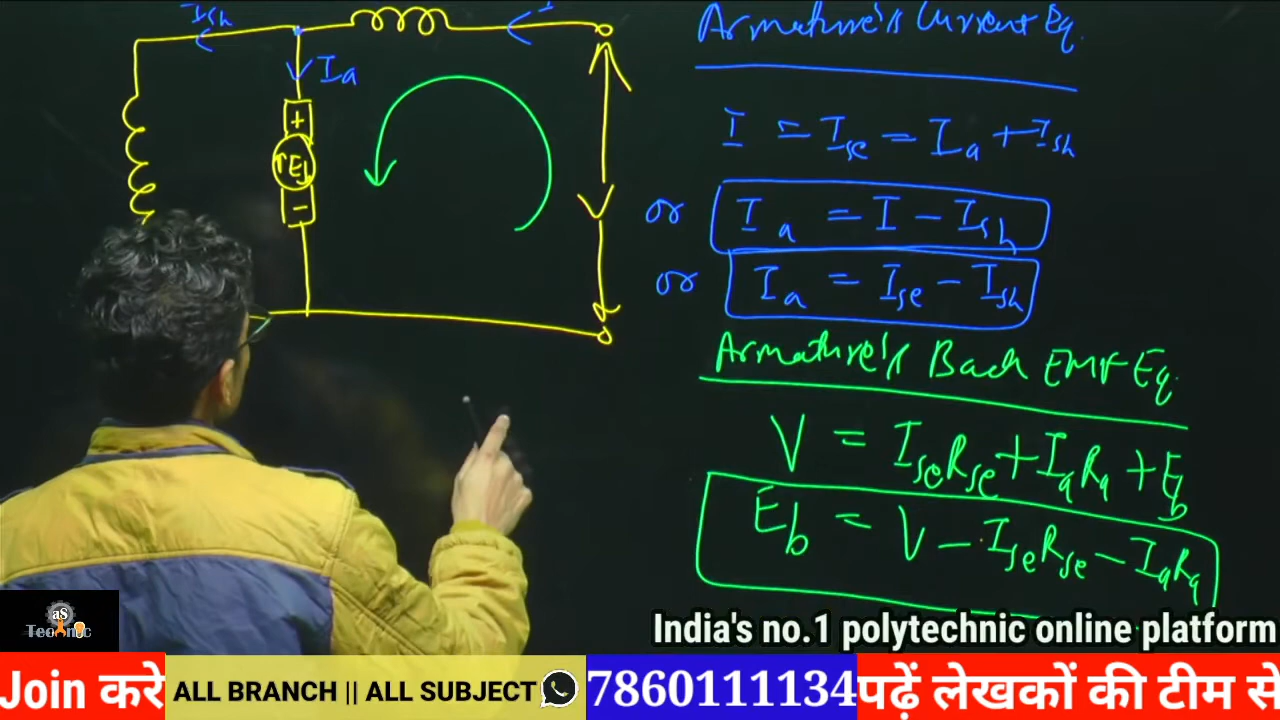 Ish
I
Ia
+
Eb
-
Armature's Current Eq.
I = Ise = Ia + Ish
or Ia = I - Ish
or Ia = Ise - Ish
Armature's Back EMF Eq.
V = IseRse + IaRa + Eb
Eb = V - IseRse - IaRa
aS
India's no.1 polytechnic online platform
Join करे ALL BRANCH || ALL SUBJECT 7860111134 पढ़ें लेखकों की टीम से